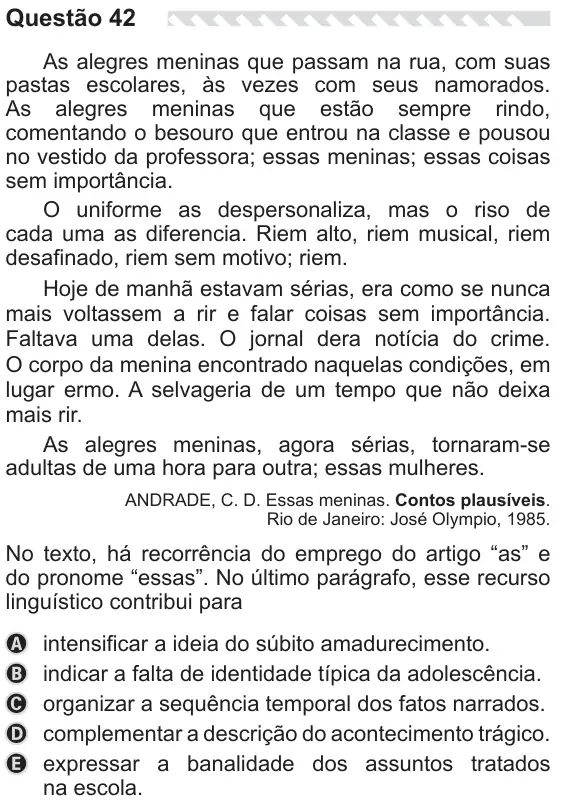 Questão 42
As alegres meninas que passam na rua, com suas
pastas escolares, às vezes com seus namorados.
As alegres meninas que estão sempre rindo,
comentando o besouro que entrou na classe e pousou
no vestido da professora; essas meninas; essas coisas
sem importância.
O uniforme as despersonaliza, mas o riso de
cada uma as diferencia. Riem alto, riem musical, riem
desafinado, riem sem motivo; riem.
Hoje de manhã estavam sérias, era como se nunca
mais voltassem a rir e falar coisas sem importância.
Faltava uma delas. O jornal dera notícia do crime.
O corpo da menina encontrado naquelas condições, em
lugar ermo. A selvageria de um tempo que não deixa
mais rir.
As alegres meninas, agora sérias, tornaram-se
adultas de uma hora para outra; essas mulheres.
ANDRADE, C. D. Essas meninas. Contos plausíveis.
Rio de Janeiro: José Olympio, 1985.
No texto, há recorrência do emprego do artigo “as” e
do pronome “essas”. No último parágrafo, esse recurso
linguístico contribui para
A intensificar a ideia do súbito amadurecimento.
B indicar a falta de identidade típica da adolescência.
C organizar a sequência temporal dos fatos narrados.
D complementar a descrição do acontecimento trágico.
E expressar a banalidade dos assuntos tratados
na escola.